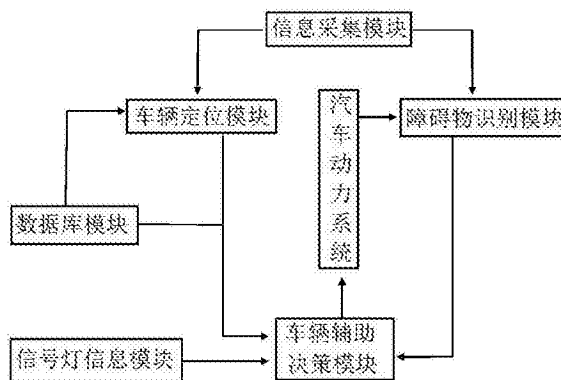 信息采集模块
车辆定位模块
汽车动力系统
障碍物识别模块
数据库模块
信号灯信息模块
车辆辅助
决策模块